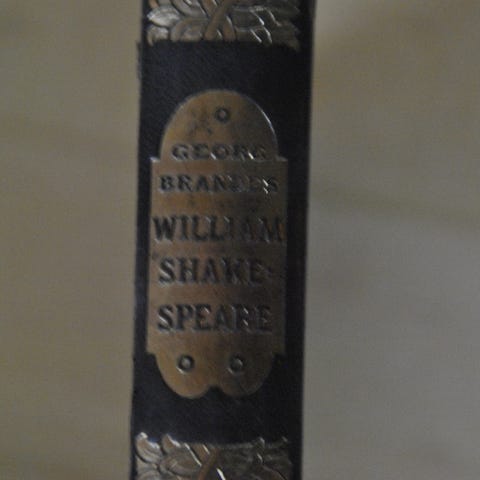 GEORG
BRANDES
WILLIAM
SHAKE-
SPEARE